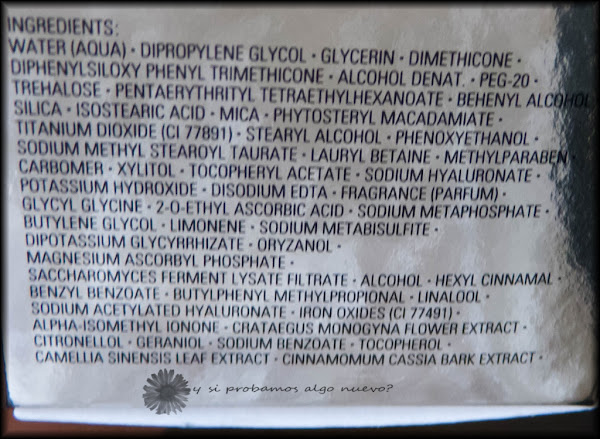 INGREDIENTS:
WATER (AQUA) · DIPROPYLENE GLYCOL · GLYCERIN · DIMETHICONE ·
DIPHENYLSILOXY PHENYL TRIMETHICONE · ALCOHOL DENAT. · PEG-20 ·
TREHALOSE · PENTAERYTHRITYL TETRAETHYLHEXANOATE · BEHENYL ALCOHOL
SILICA · ISOSTEARIC ACID · MICA · PHYTOSTERYL MACADAMIATE ·
TITANIUM DIOXIDE (CI 77891) · STEARYL ALCOHOL · PHENOXYETHANOL ·
SODIUM METHYL STEAROYL TAURATE · LAURYL BETAINE · METHYLPARABEN ·
CARBOMER · XYLITOL · TOCOPHERYL ACETATE · SODIUM HYALURONATE ·
POTASSIUM HYDROXIDE · DISODIUM EDTA · FRAGRANCE (PARFUM) ·
GLYCYL GLYCINE · 2-O-ETHYL ASCORBIC ACID · SODIUM METAPHOSPHATE ·
BUTYLENE GLYCOL · LIMONENE · SODIUM METABISULFITE ·
DIPOTASSIUM GLYCYRRHIZATE · ORYZANOL ·
MAGNESIUM ASCORBYL PHOSPHATE ·
SACCHAROMYCES FERMENT LYSATE FILTRATE · ALCOHOL · HEXYL CINNAMAL ·
BENZYL BENZOATE · BUTYLPHENYL METHYLPROPIONAL · LINALOOL ·
SODIUM ACETYLATED HYALURONATE · IRON OXIDES (CI 77491) ·
ALPHA-ISOMETHYL IONONE · CRATAEGUS MONOGYNA FLOWER EXTRACT ·
CITRONELLOL · GERANIOL · SODIUM BENZOATE · TOCOPHEROL ·
CAMELLIA SINENSIS LEAF EXTRACT · CINNAMOMUM CASSIA BARK EXTRACT ·
y si probamos algo nuevo?